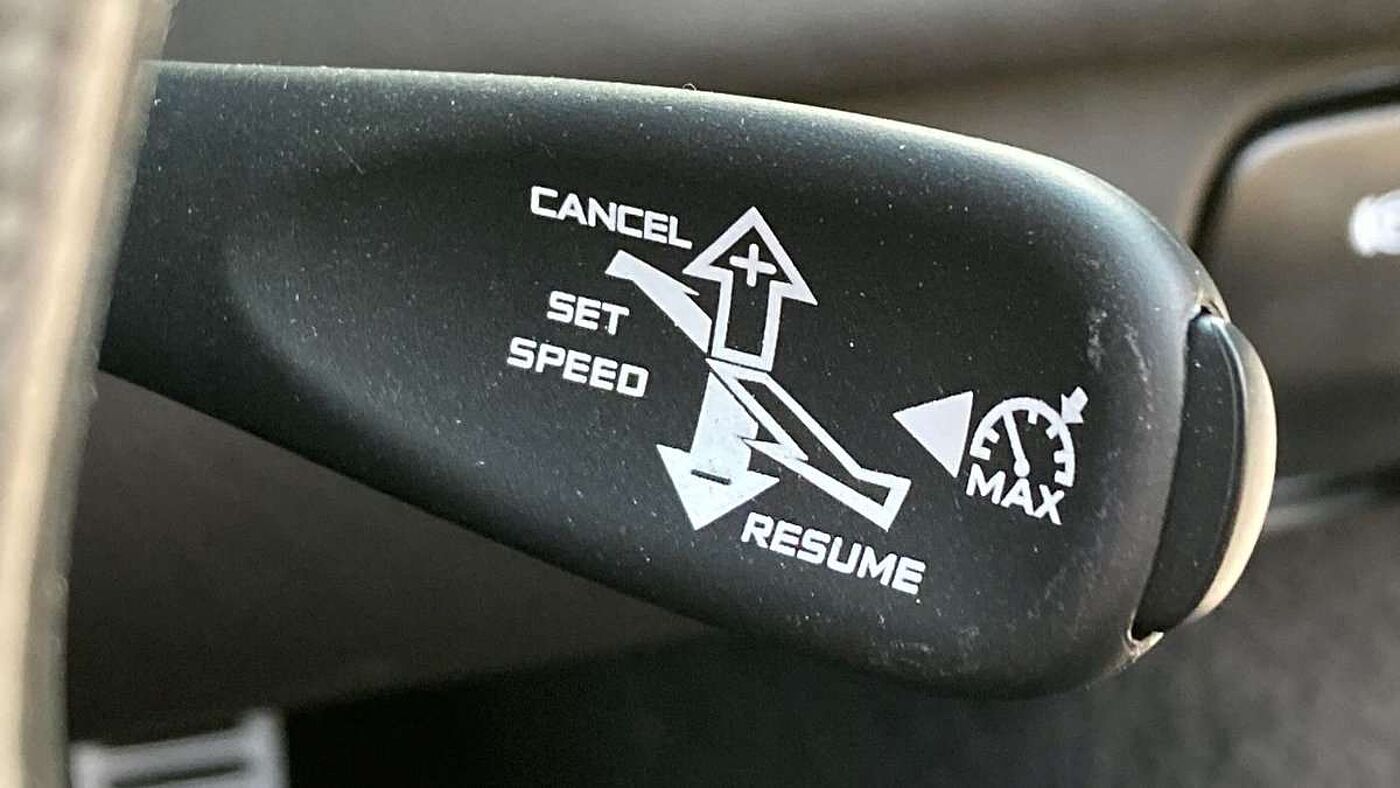 CANCEL
+
SET
SPEED
-
RESUME
MAX